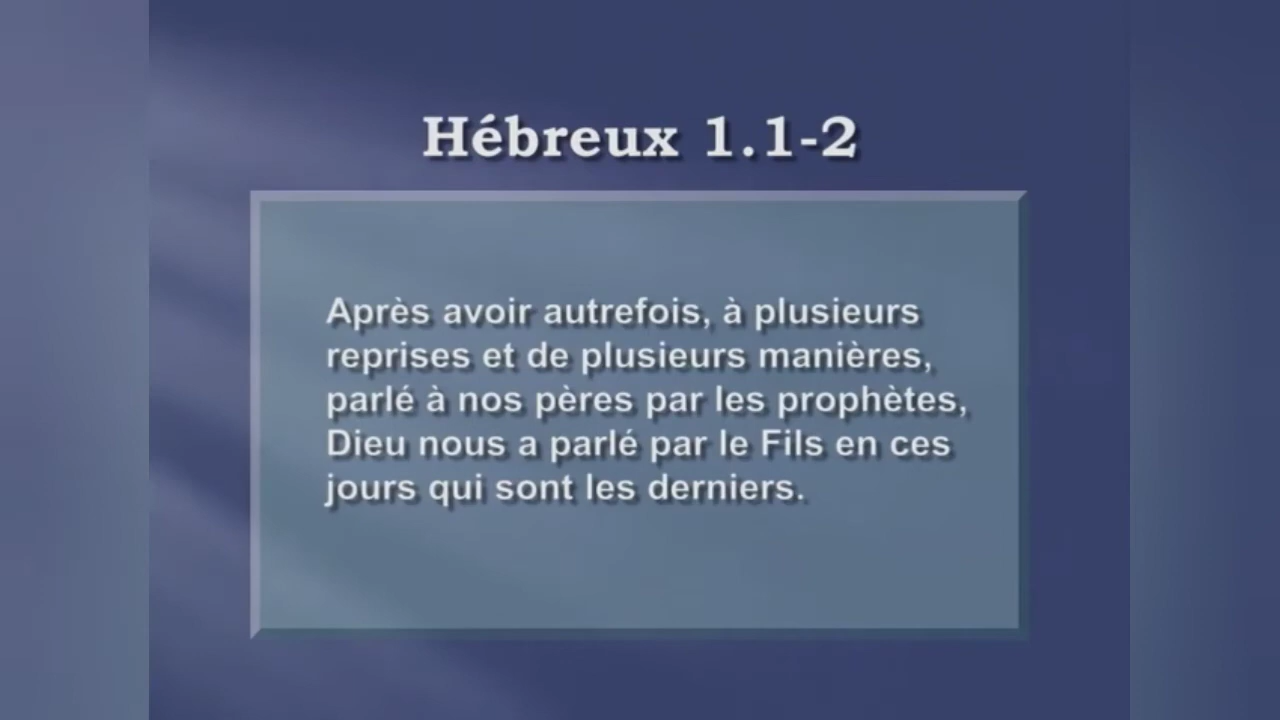 Hébreux 1.1-2
Après avoir autrefois, à plusieurs
reprises et de plusieurs manières,
parlé à nos pères par les prophètes,
Dieu nous a parlé par le Fils en ces
jours qui sont les derniers.